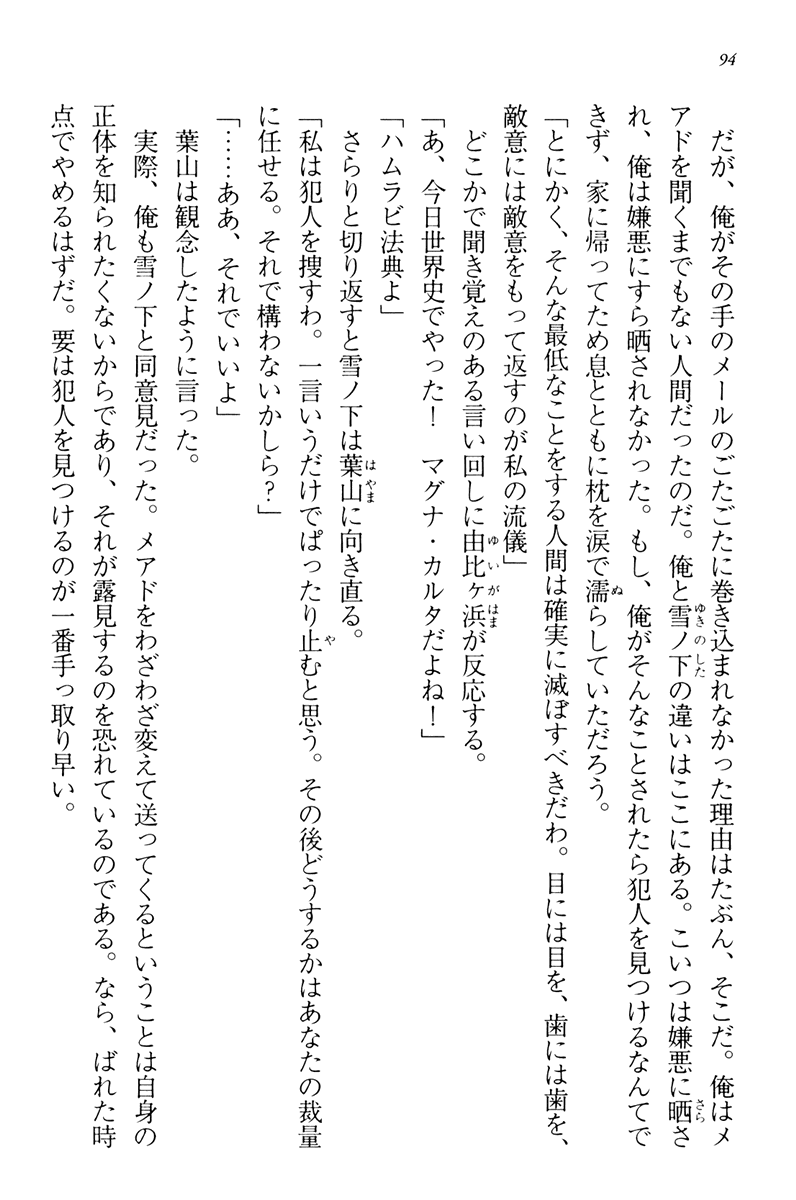 94
だが、俺がその手のメールのごたごたに巻き込まれなかった理由はたぶん、そこだ。俺はメ
アドを聞くまでもない人間だったのだ。俺と雪ノ下の違いはここにある。こいつは嫌悪に晒さ
れ、俺は嫌悪にすら晒されなかった。もし、俺がそんなことされたら犯人を見つけるなんてで
きず、家に帰ってため息とともに枕を涙で濡らしていただろう。
「とにかく、そんな最低なことをする人間は確実に滅ぼすべきだわ。目には目を、歯には歯を、
敵意には敵意をもって返すのが私の流儀」
どこかで聞き覚えのある言い回しに由比ヶ浜が反応する。
「あ、今日世界史でやった！　マグナ・カルタだよね！」
「ハムラビ法典よ」
さらりと切り返すと雪ノ下は葉山に向き直る。
「私は犯人を捜すわ。一言いうだけでぱったり止むと思う。その後どうするかはあなたの裁量
に任せる。それで構わないかしら？」
「……ああ、それでいいよ」
葉山は観念したように言った。
実際、俺も雪ノ下と同意見だった。メアドをわざわざ変えて送ってくるということは自身の
正体を知られたくないからであり、それが露見するのを恐れているのである。なら、ばれた時
点でやめるはずだ。要は犯人を見つけるのが一番手っ取り早い。